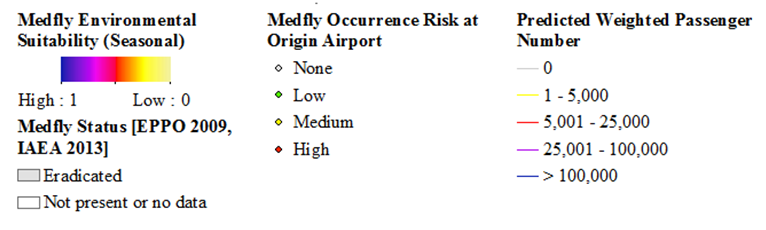 Medfly Environmental
Suitability (Seasonal)
High : 1 Low : 0
Medfly Status [EPPO 2009,
IAEA 2013]
Eradicated
Not present or no data
Medfly Occurrence Risk at
Origin Airport
None
Low
Medium
High
Predicted Weighted Passenger
Number
0
1 - 5,000
5,001 - 25,000
25,001 - 100,000
> 100,000